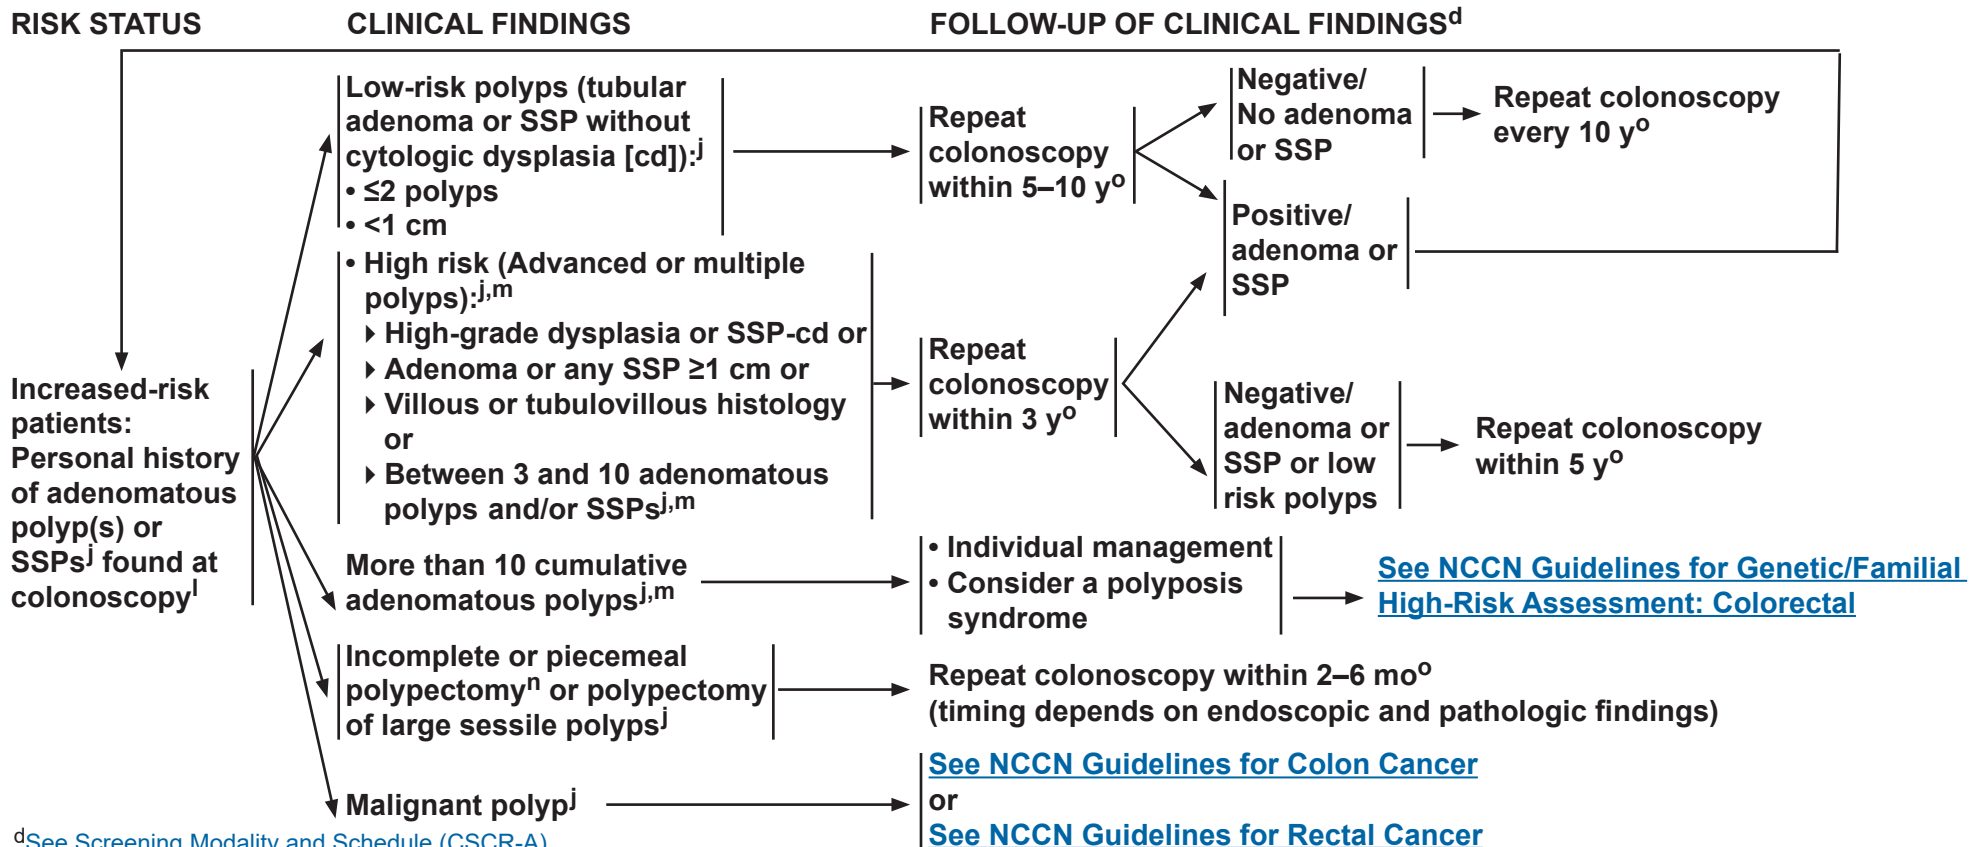 RISK STATUS
CLINICAL FINDINGS
FOLLOW-UP OF CLINICAL FINDINGSd
Increased-risk
patients:
Personal history
of adenomatous
polyp(s) or
SSPsj found at
colonoscopyl
Low-risk polyps (tubular
adenoma or SSP without
cytologic dysplasia [cd]):j
• ≤2 polyps
• <1 cm
Repeat
colonoscopy
within 5–10 yo
Negative/
No adenoma
or SSP
Repeat colonoscopy
every 10 yo
Positive/
adenoma or
SSP
• High risk (Advanced or multiple
polyps):j,m
High-grade dysplasia or SSP-cd or
Adenoma or any SSP ≥1 cm or
Villous or tubulovillous histology
or
Between 3 and 10 adenomatous
polyps and/or SSPsj,m
Repeat
colonoscopy
within 3 yo
Negative/
adenoma or
SSP or low
risk polyps
Repeat colonoscopy
within 5 yo
More than 10 cumulative
adenomatous polypsj,m
• Individual management
• Consider a polyposis
syndrome
See NCCN Guidelines for Genetic/Familial
High-Risk Assessment: Colorectal
Incomplete or piecemeal
polypectomyn or polypectomy
of large sessile polypsj
Repeat colonoscopy within 2–6 moo
(timing depends on endoscopic and pathologic findings)
Malignant polypj
See NCCN Guidelines for Colon Cancer
or
See NCCN Guidelines for Rectal Cancer
dSee Screening Modality and Schedule (CSCR-A)